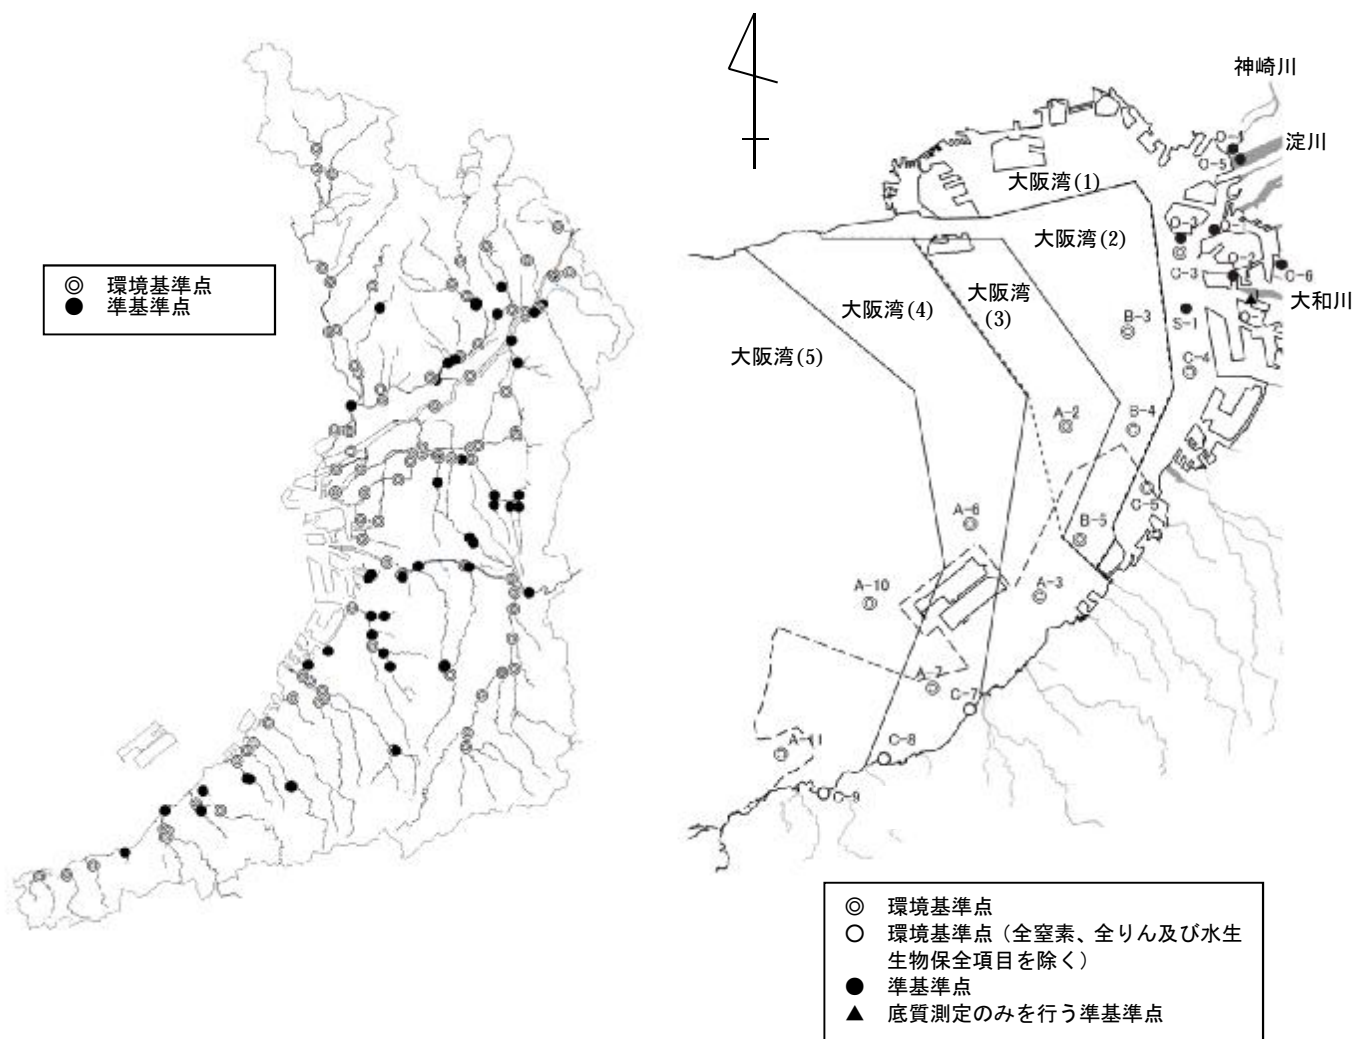 環境基準点
準基準点
神崎川
淀川
大和川
大阪湾(1)
大阪湾(2)
大阪湾
(3)
大阪湾(4)
大阪湾(5)
O-5
C-3
C-6
S-1
C-4
B-3
A-2
B-4
C-5
B-5
A-6
A-3
A-10
A-7
C-7
A-11
C-8
C-9
環境基準点
環境基準点（全窒素、全りん及び水生
生物保全項目を除く）
準基準点
底質測定のみを行う準基準点